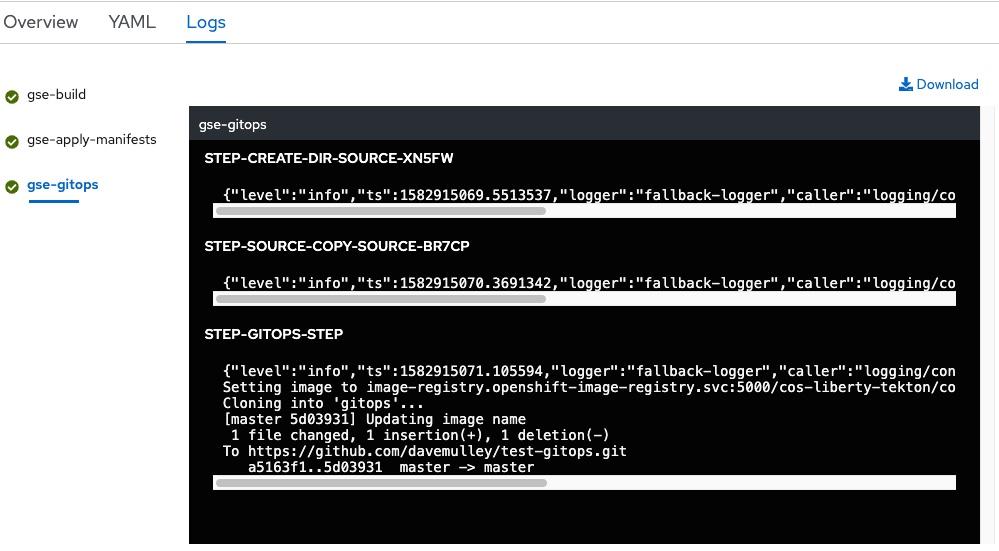 Overview YAML Logs
Download
gse-build
gse-apply-manifests
gse-gitops
gse-gitops
STEP-CREATE-DIR-SOURCE-XN5FW
{"level":"info","ts":1582915069.5513537,"logger":"fallback-logger","caller":"logging/co
STEP-SOURCE-COPY-SOURCE-BR7CP
{"level":"info","ts":1582915070.3691342,"logger":"fallback-logger","caller":"logging/co
STEP-GITOPS-STEP
{"level":"info","ts":1582915071.105594,"logger":"fallback-logger","caller":"logging/con
Setting image to image-registry.openshift-image-registry.svc:5000/cos-liberty-tekton/co
Cloning into 'gitops'...
[master 5d03931] Updating image name
1 file changed, 1 insertion(+), 1 deletion(-)
To https://github.com/davemulley/test-gitops.git
a5163f1..5d03931  master -> master